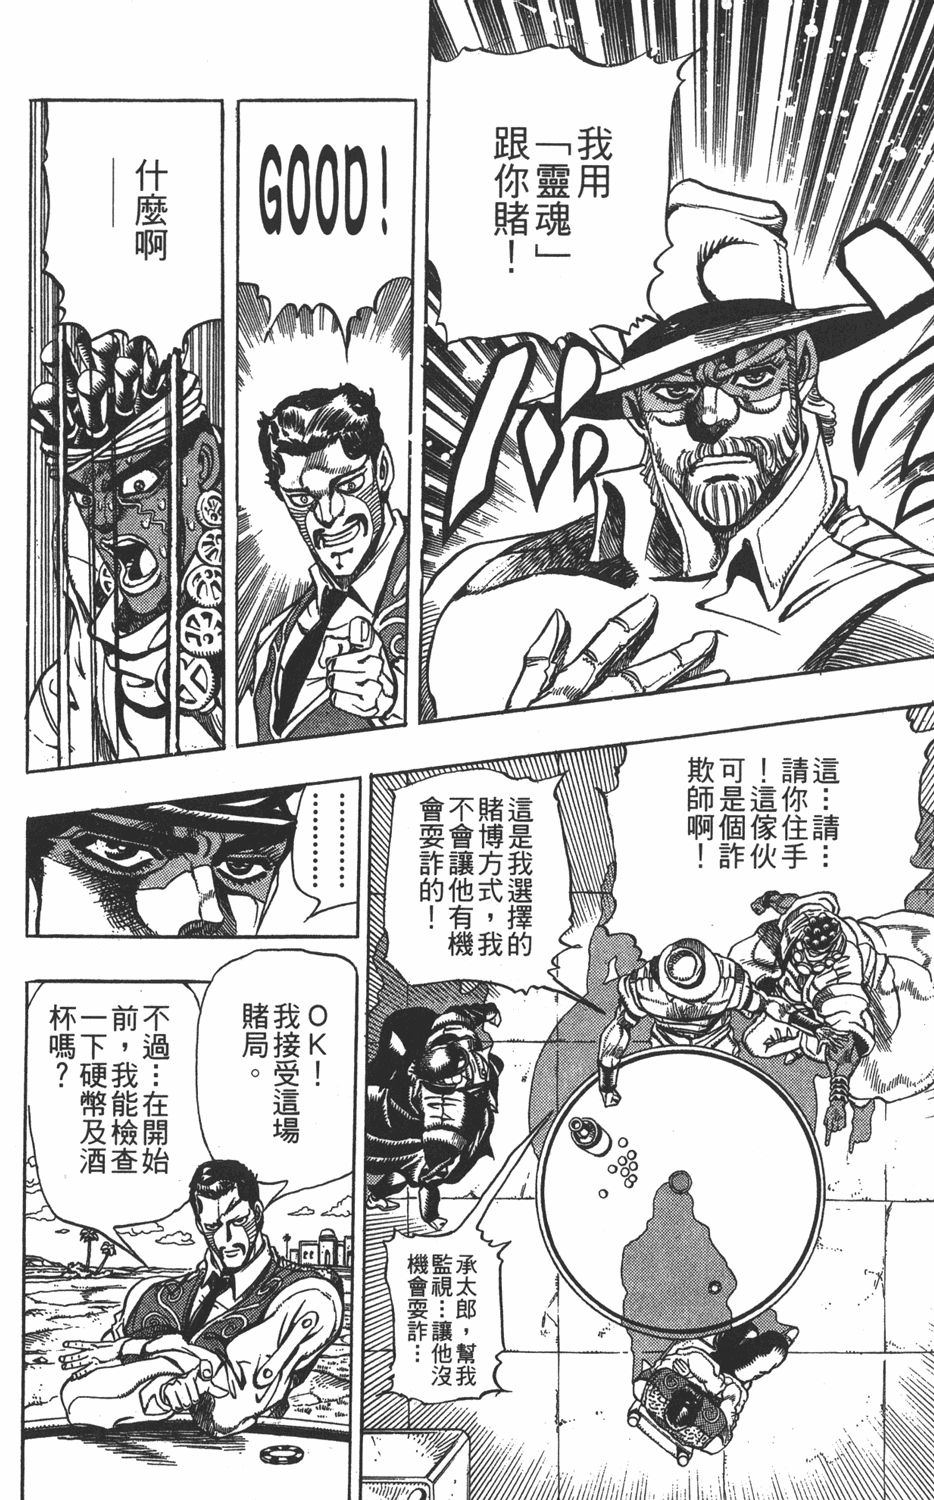 我用
「靈魂」
跟你賭！
バン
GOOD!
什麼啊
──
這…請…
請你住手
！這傢伙
可是個詐
欺師啊！
這是我選擇的
賭博方式，我
不會讓他有機
會耍詐的！
承太郎，幫我
監視…讓他沒
機會耍詐…
…………
…………
OK！
我接受這場
賭局。
不過…在開始
前，我能檢查
一下硬幣及酒
杯嗎？